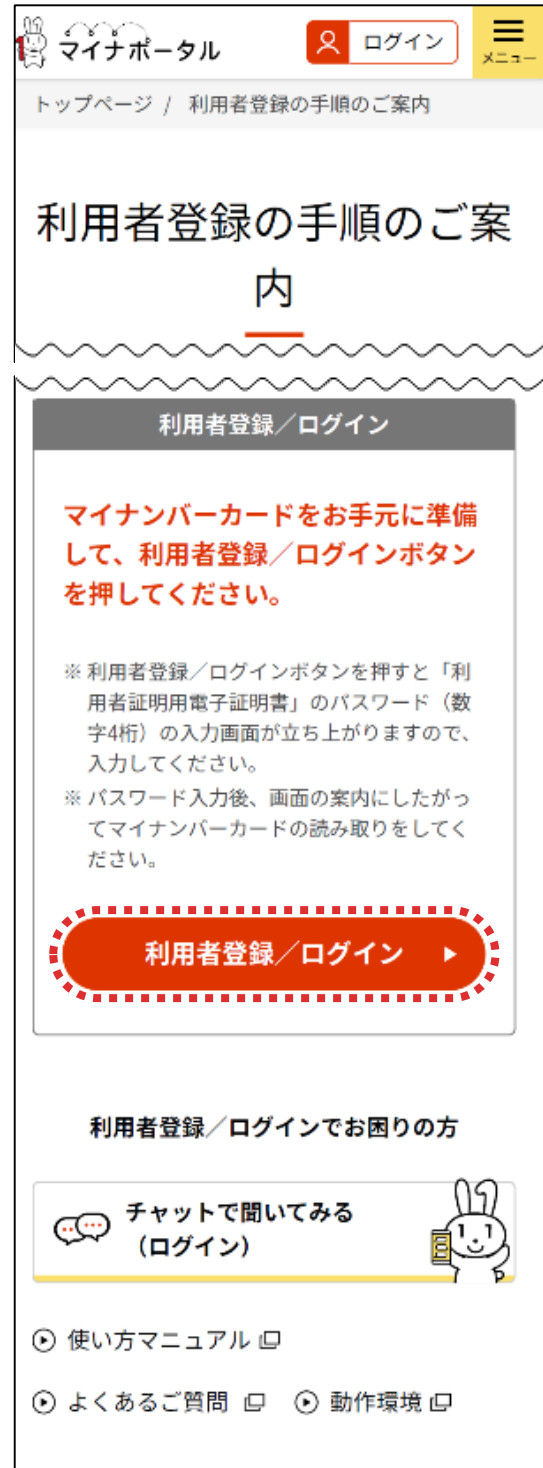 マイナポータル
ログイン
メニュー
トップページ / 利用者登録の手順のご案内
利用者登録の手順のご案
内
利用者登録／ログイン
マイナンバーカードをお手元に準備
して、利用者登録／ログインボタン
を押してください。
※ 利用者登録／ログインボタンを押すと「利
用者証明用電子証明書」のパスワード（数
字4桁）の入力画面が立ち上がりますので、
入力してください。
※ パスワード入力後、画面の案内にしたがっ
てマイナンバーカードの読み取りをしてく
ださい。
利用者登録／ログイン
利用者登録／ログインでお困りの方
チャットで聞いてみる
（ログイン）
使い方マニュアル
よくあるご質問 動作環境